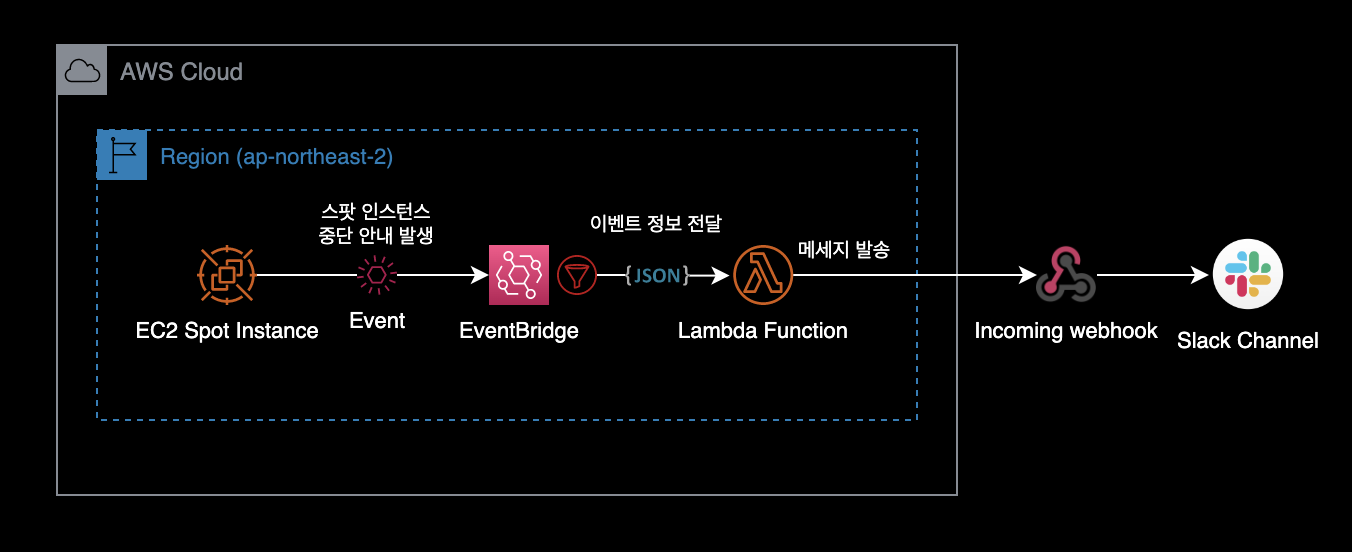 AWS Cloud
Region (ap-northeast-2)
스팟 인스턴스
중단 안내 발생
이벤트 정보 전달
메세지 발송
{JSON}
EC2 Spot Instance
Event
EventBridge
Lambda Function
Incoming webhook
Slack Channel